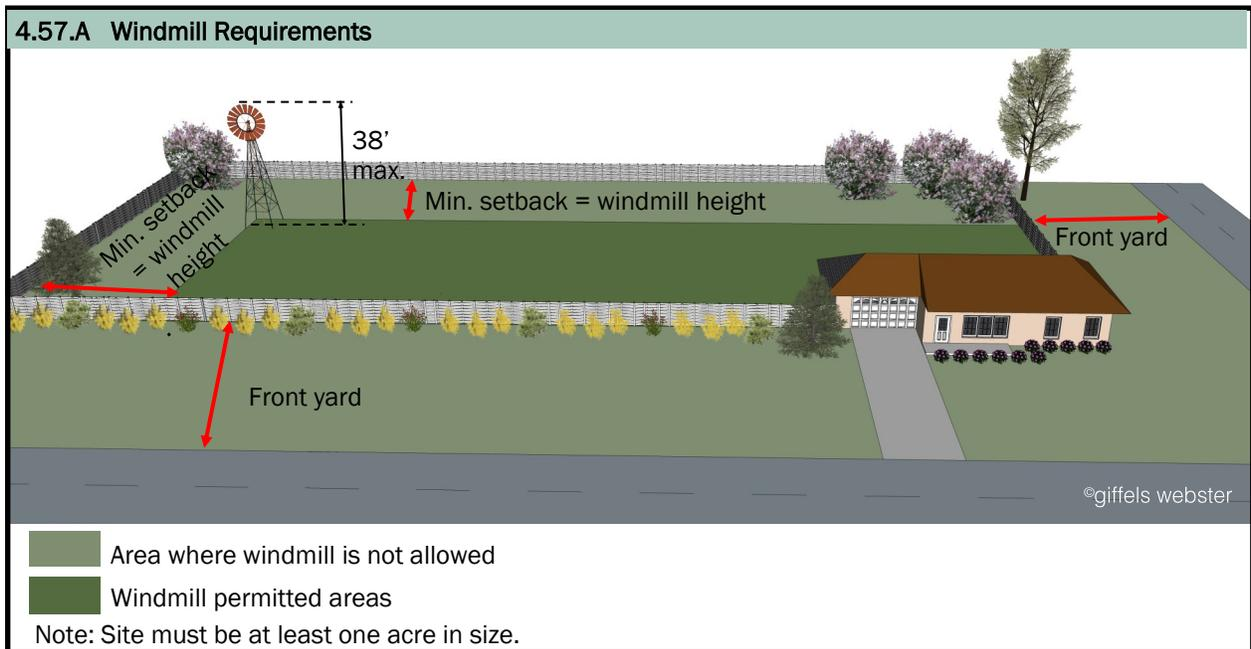 4.57.A Windmill Requirements
38’
max.
Min. setback = windmill height
Min. setback
= windmill
height
Front yard
Front yard
©giffels webster
Area where windmill is not allowed
Windmill permitted areas
Note: Site must be at least one acre in size.